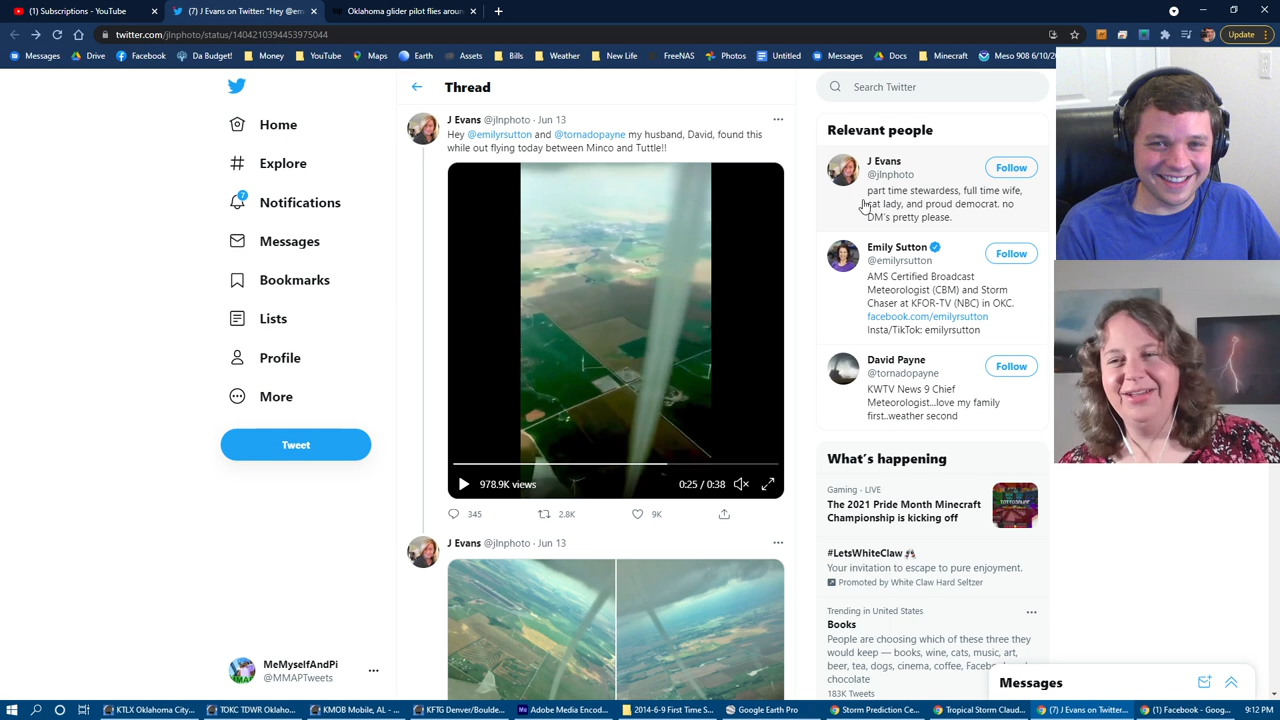 (1) Subscriptions - YouTube
(7) J Evans on Twitter: "Hey @em
Oklahoma glider pilot flies aroun
twitter.com/jlnphoto/status/1404210394453975044
Update
Messages
Drive
Facebook
Da Budget!
Money
YouTube
Maps
Earth
Assets
Bills
Weather
New Life
FreeNAS
Photos
Untitled
Messages
Docs
Minecraft
Meso 908 6/10/2
Home
Explore
7
Notifications
Messages
Bookmarks
Lists
Profile
More
Tweet
MeMyselfAndPi
@MMAPTweets
Thread
J Evans @jlnphoto · Jun 13
Hey @emilyrsutton and @tornadopayne my husband, David, found this
while out flying today between Minco and Tuttle!!
978.9K views
0:25 / 0:38
345
2.8K
9K
J Evans @jlnphoto · Jun 13
Search Twitter
Relevant people
J Evans
@jlnphoto
Follow
part time stewardess, full time wife,
cat lady, and proud democrat. no
DM's pretty please.
Emily Sutton
@emilyrsutton
Follow
AMS Certified Broadcast
Meteorologist (CBM) and Storm
Chaser at KFOR-TV (NBC) in OKC.
facebook.com/emilyrsutton
Insta/TikTok: emilyrsutton
David Payne
@tornadopayne
Follow
KWTV News 9 Chief
Meteorologist...love my family
first..weather second
What's happening
Gaming · LIVE
The 2021 Pride Month Minecraft
Championship is kicking off
#LetsWhiteClaw
Your invitation to escape to pure enjoyment.
Promoted by White Claw Hard Seltzer
Trending in United States
Books
People are choosing which of these three they
would keep — books, wine, cats, music, art,
beer, tea, dogs, cinema, coffee,
chocolate
183K Tweets
Messages
KTLX Oklahoma City...
TOKC TDWR Oklaho...
KMOB Mobile, AL - ...
KFTG Denver/Boulde...
Adobe Media Encod...
2014-6-9 First Time S...
Google Earth Pro
Storm Prediction Ce...
Tropical Storm Claud...
(7) J Evans on Twitter...
(1) Facebook - Goog...
9:12 PM